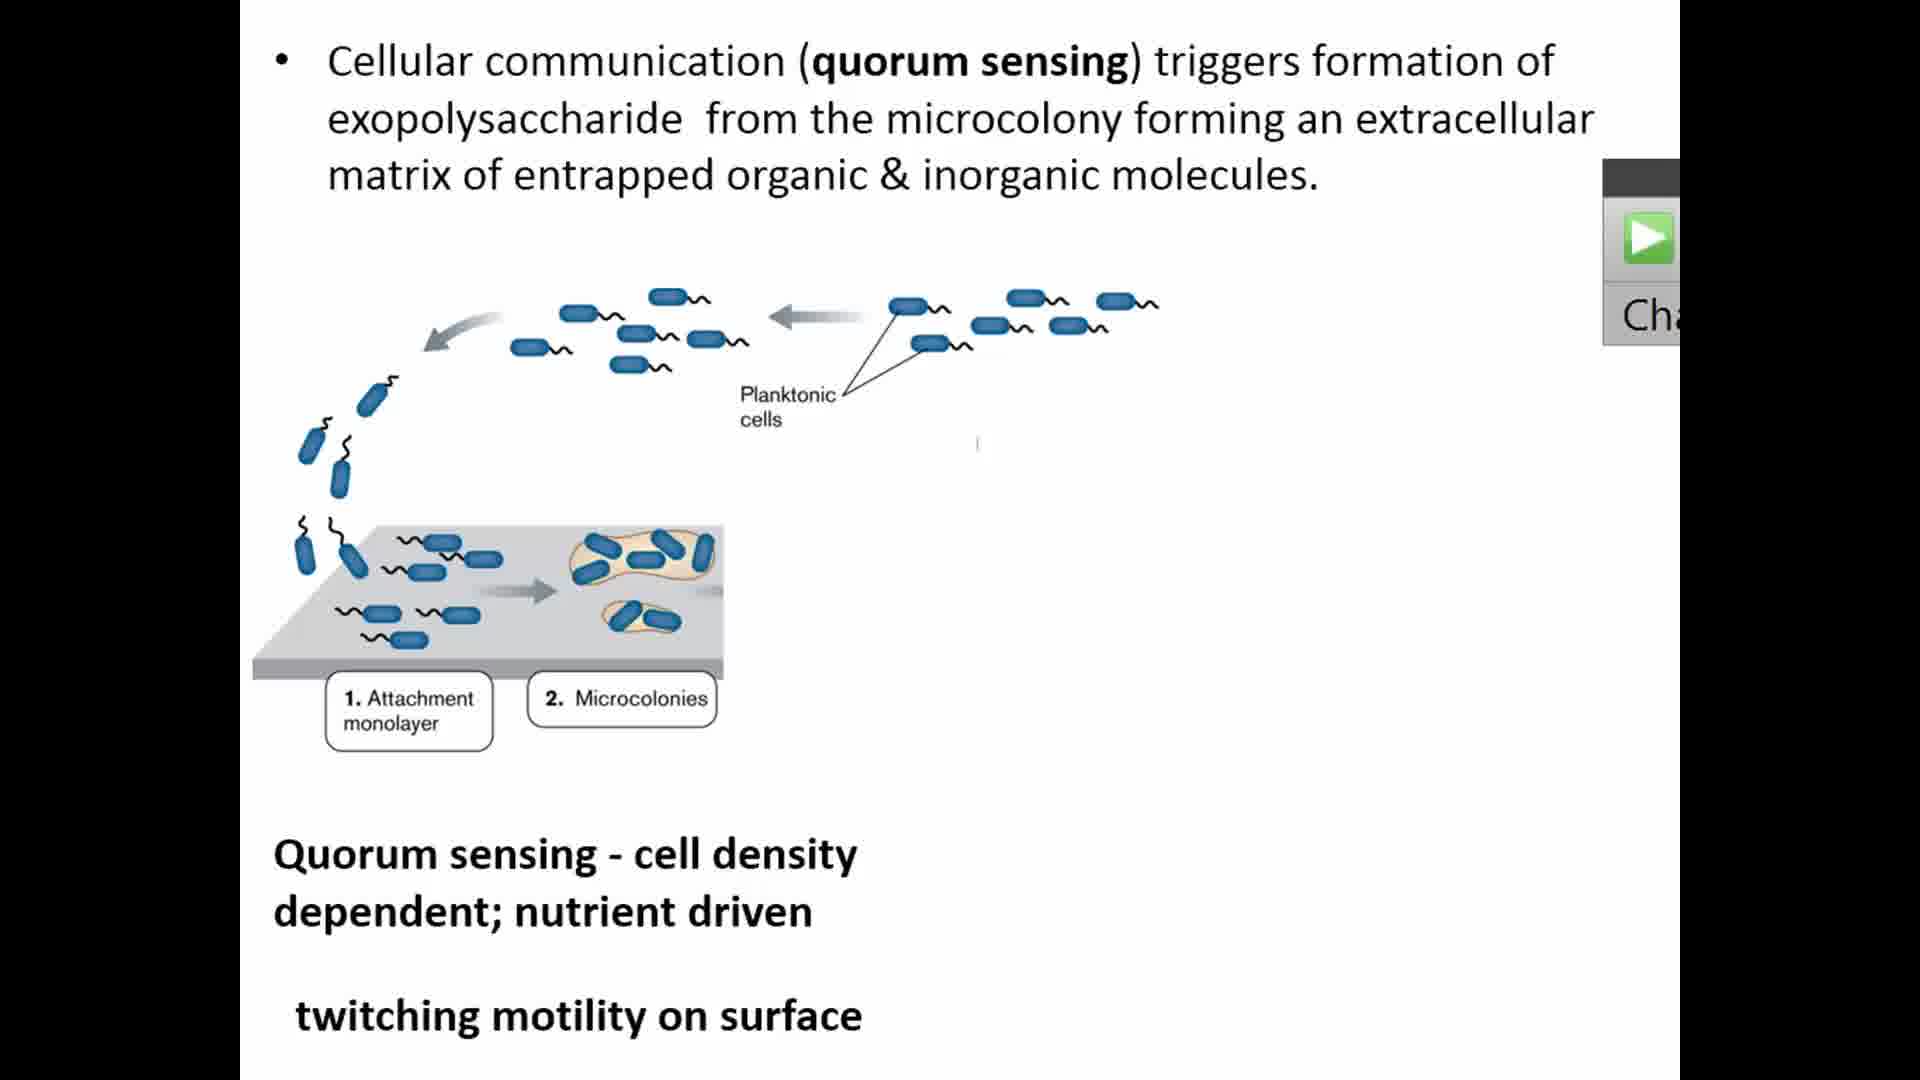 • Cellular communication (quorum sensing) triggers formation of
exopolysaccharide from the microcolony forming an extracellular
matrix of entrapped organic & inorganic molecules.
Planktonic
cells
1. Attachment
monolayer
2. Microcolonies
Quorum sensing - cell density
dependent; nutrient driven
twitching motility on surface